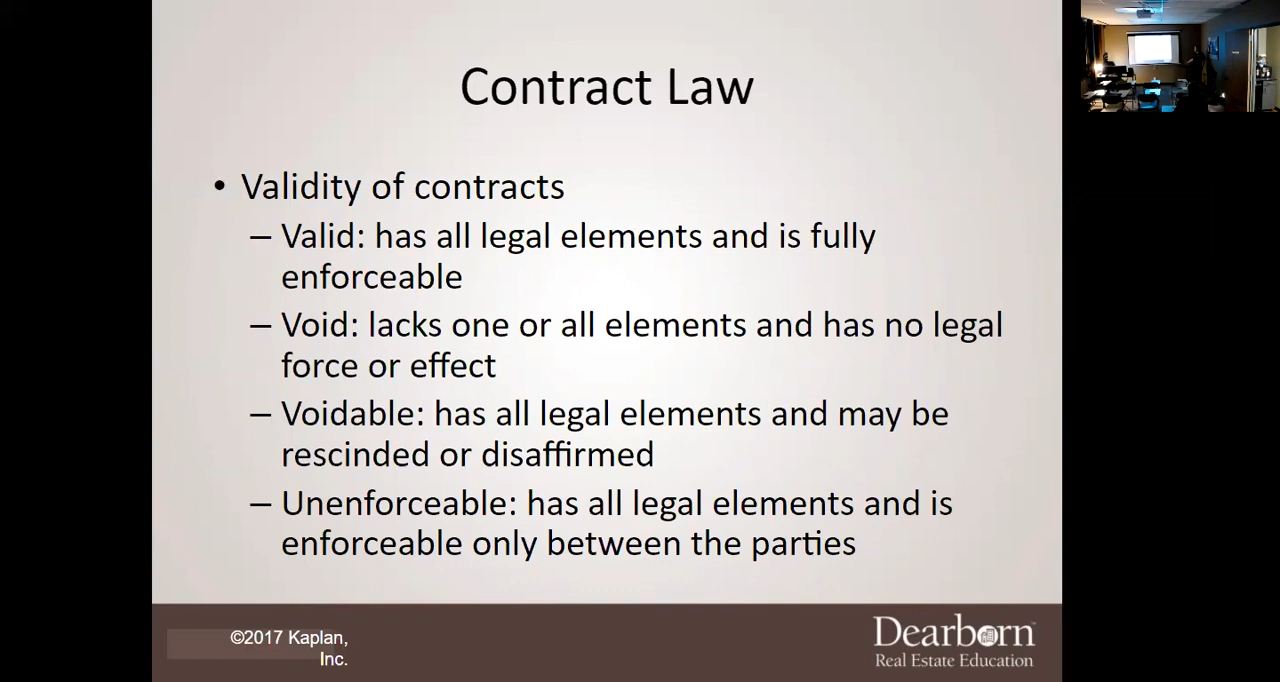 Contract Law
• Validity of contracts
– Valid: has all legal elements and is fully
enforceable
– Void: lacks one or all elements and has no legal
force or effect
– Voidable: has all legal elements and may be
rescinded or disaffirmed
– Unenforceable: has all legal elements and is
enforceable only between the parties
©2017 Kaplan,
Inc.
Dearborn™
Real Estate Education